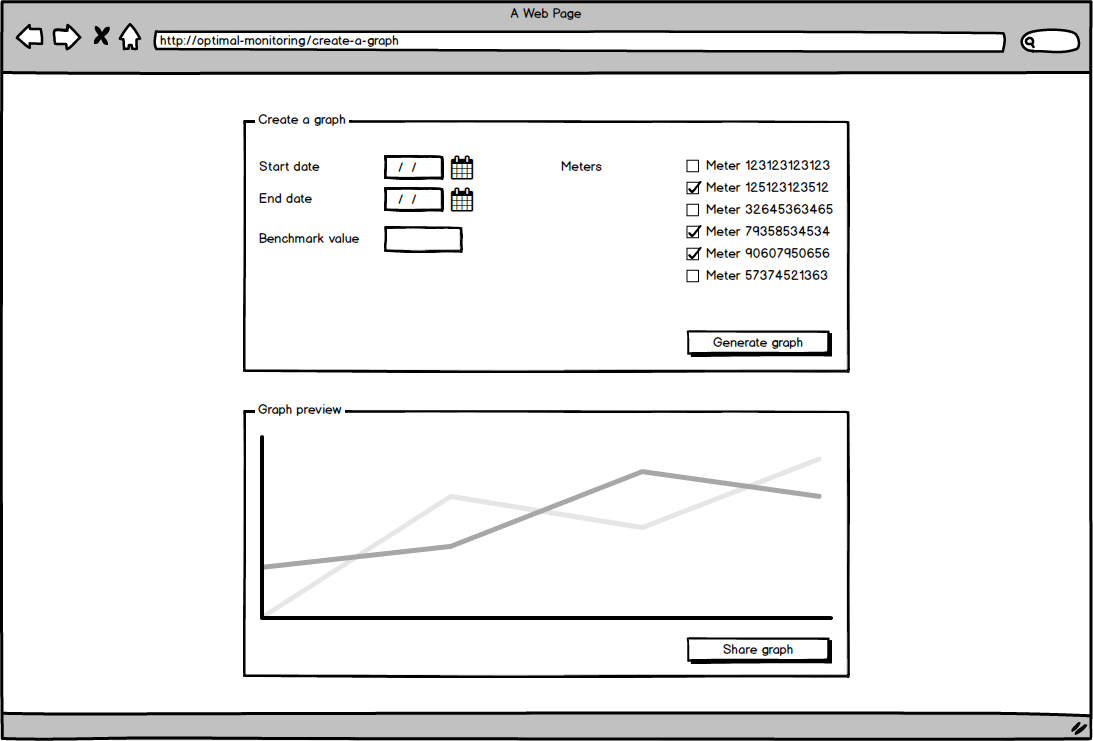 A Web Page
http://optimal-monitoring/create-a-graph
Create a graph
Start date
/ /
End date
/ /
Benchmark value
Meters
Meter 123123123123
Meter 125123123512
Meter 32645363465
Meter 79358534534
Meter 90607950656
Meter 57374521363
Generate graph
Graph preview
Share graph